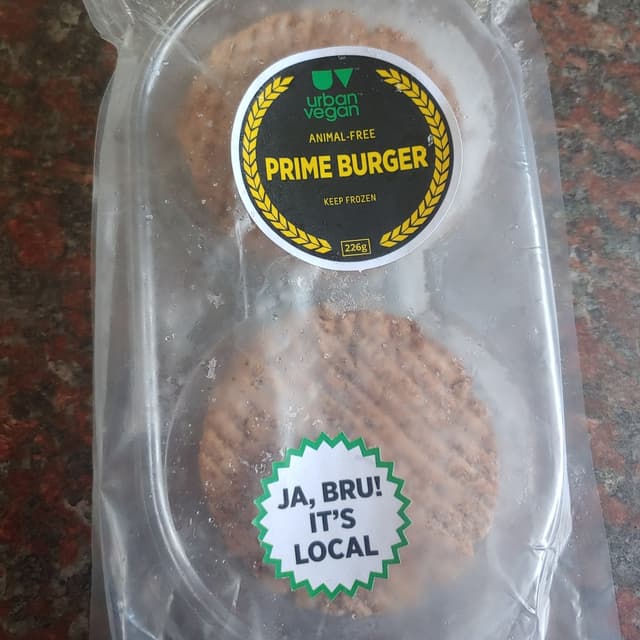 urban
vegan
ANIMAL-FREE
PRIME BURGER
KEEP FROZEN
226g
JA, BRU!
IT'S
LOCAL